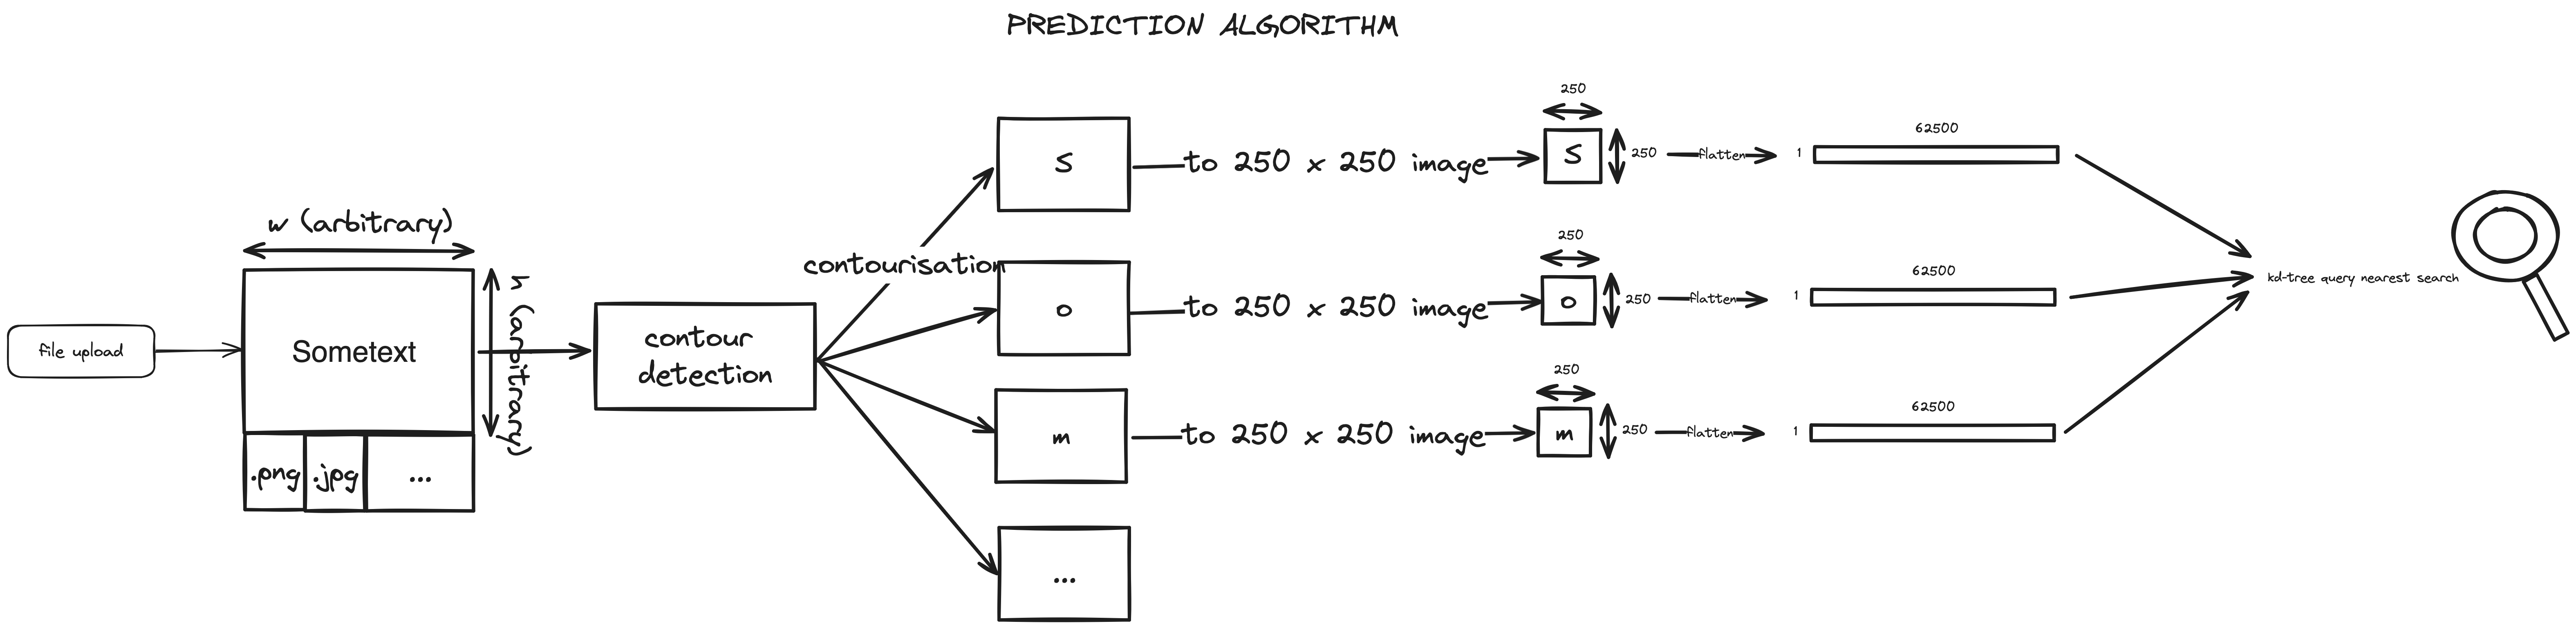 PREDICTION ALGORITHM
file upload
w (arbitrary)
h (arbitrary)
Sometext
.png
.jpg
...
contour
detection
contourisation
S
to 250 x 250 image
250
S
250
flatten
1
62500
o
to 250 x 250 image
250
o
250
flatten
1
62500
m
to 250 x 250 image
250
m
250
flatten
1
62500
...
kd-tree query nearest search